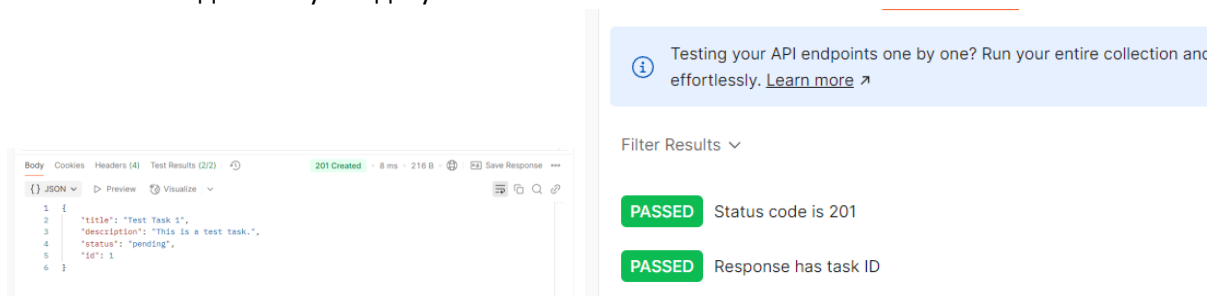 Testing your API endpoints one by one? Run your entire collection and
effortlessly. Learn more ↗
Filter Results
PASSED Status code is 201
PASSED Response has task ID
Body Cookies Headers (4) Test Results (2/2)
201 Created · 8 ms · 216 B · Save Response
{} JSON Preview Visualize
1 {
2 "title": "Test Task 1",
3 "description": "This is a test task.",
4 "status": "pending",
5 "id": 1
6 }